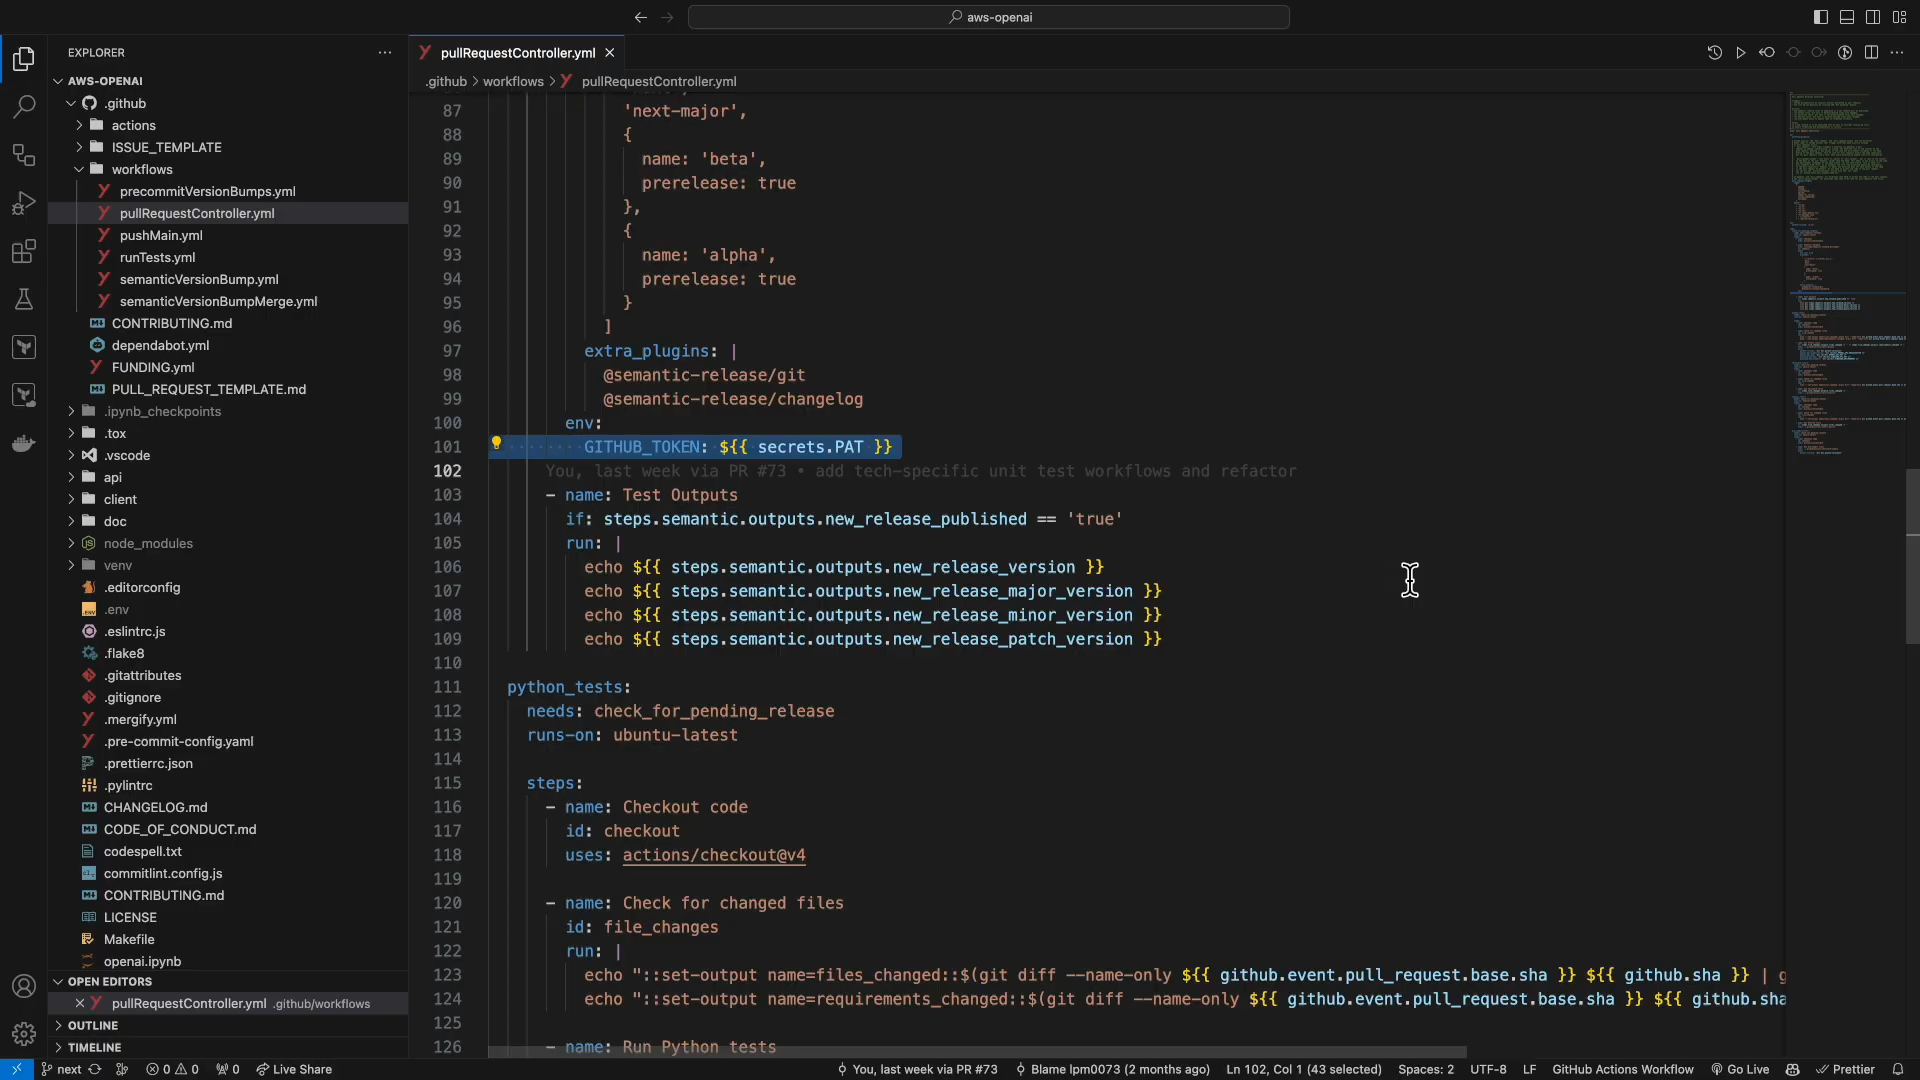 aws-openai
EXPLORER
AWS-OPENAI
.github
actions
ISSUE_TEMPLATE
workflows
precommitVersionBumps.yml
pullRequestController.yml
pushMain.yml
runTests.yml
semanticVersionBump.yml
semanticVersionBumpMerge.yml
CONTRIBUTING.md
dependabot.yml
FUNDING.yml
PULL_REQUEST_TEMPLATE.md
.ipynb_checkpoints
.tox
.vscode
api
client
doc
node_modules
venv
.editorconfig
.env
.eslintrc.js
.flake8
.gitattributes
.gitignore
.mergify.yml
.pre-commit-config.yaml
.prettierrc.json
.pylintrc
CHANGELOG.md
CODE_OF_CONDUCT.md
codespell.txt
commitlint.config.js
CONTRIBUTING.md
LICENSE
Makefile
openai.ipynb
OPEN EDITORS
pullRequestController.yml .github/workflows
OUTLINE
TIMELINE
pullRequestController.yml
.github > workflows > pullRequestController.yml
87 'next-major',
88 {
89 name: 'beta',
90 prerelease: true
91 },
92 {
93 name: 'alpha',
94 prerelease: true
95 }
96 ]
97 extra_plugins: |
98 @semantic-release/git
99 @semantic-release/changelog
100 env:
101 GITHUB_TOKEN: ${{ secrets.PAT }}
102 You, last week via PR #73 • add tech-specific unit test workflows and refactor
103 - name: Test Outputs
104 if: steps.semantic.outputs.new_release_published == 'true'
105 run: |
106 echo ${{ steps.semantic.outputs.new_release_version }}
107 echo ${{ steps.semantic.outputs.new_release_major_version }}
108 echo ${{ steps.semantic.outputs.new_release_minor_version }}
109 echo ${{ steps.semantic.outputs.new_release_patch_version }}
110
111 python_tests:
112 needs: check_for_pending_release
113 runs-on: ubuntu-latest
114
115 steps:
116 - name: Checkout code
117 id: checkout
118 uses: actions/checkout@v4
119
120 - name: Check for changed files
121 id: file_changes
122 run: |
123 echo "::set-output name=files_changed::$(git diff --name-only ${{ github.event.pull_request.base.sha }} ${{ github.sha }} | g
124 echo "::set-output name=requirements_changed::$(git diff --name-only ${{ github.event.pull_request.base.sha }} ${{ github.sha
125
126 - name: Run Python tests
next 0 0 0 Live Share You, last week via PR #73 Blame lpm0073 (2 months ago) Ln 102, Col 1 (43 selected) Spaces: 2 UTF-8 LF GitHub Actions Workflow Go Live Prettier